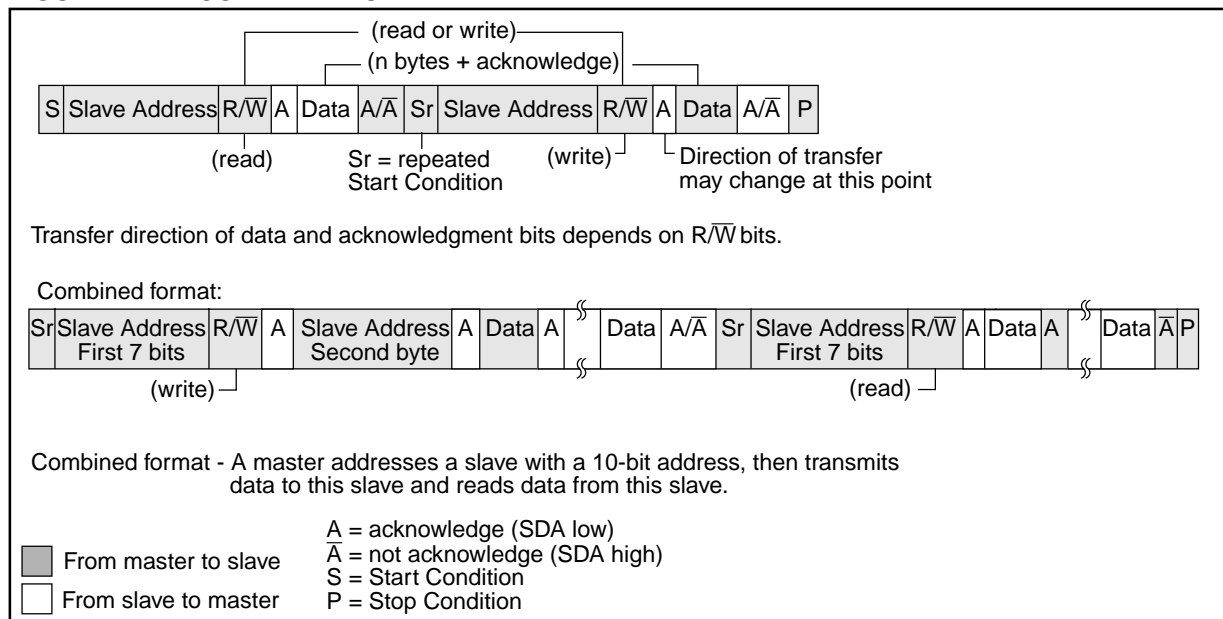 (read or write)
(n bytes + acknowledge)
S Slave Address R/W̅ A Data A/A̅ Sr Slave Address R/W̅ A Data A/A̅ P
(read) Sr = repeated Start Condition (write) Direction of transfer may change at this point
Transfer direction of data and acknowledgment bits depends on R/W̅ bits.
Combined format:
Sr Slave Address First 7 bits R/W̅ A Slave Address Second byte A Data A Data A/A̅ Sr Slave Address First 7 bits R/W̅ A Data A Data A̅ P
(write) (read)
Combined format - A master addresses a slave with a 10-bit address, then transmits
data to this slave and reads data from this slave.
From master to slave
From slave to master
A = acknowledge (SDA low)
A̅ = not acknowledge (SDA high)
S = Start Condition
P = Stop Condition